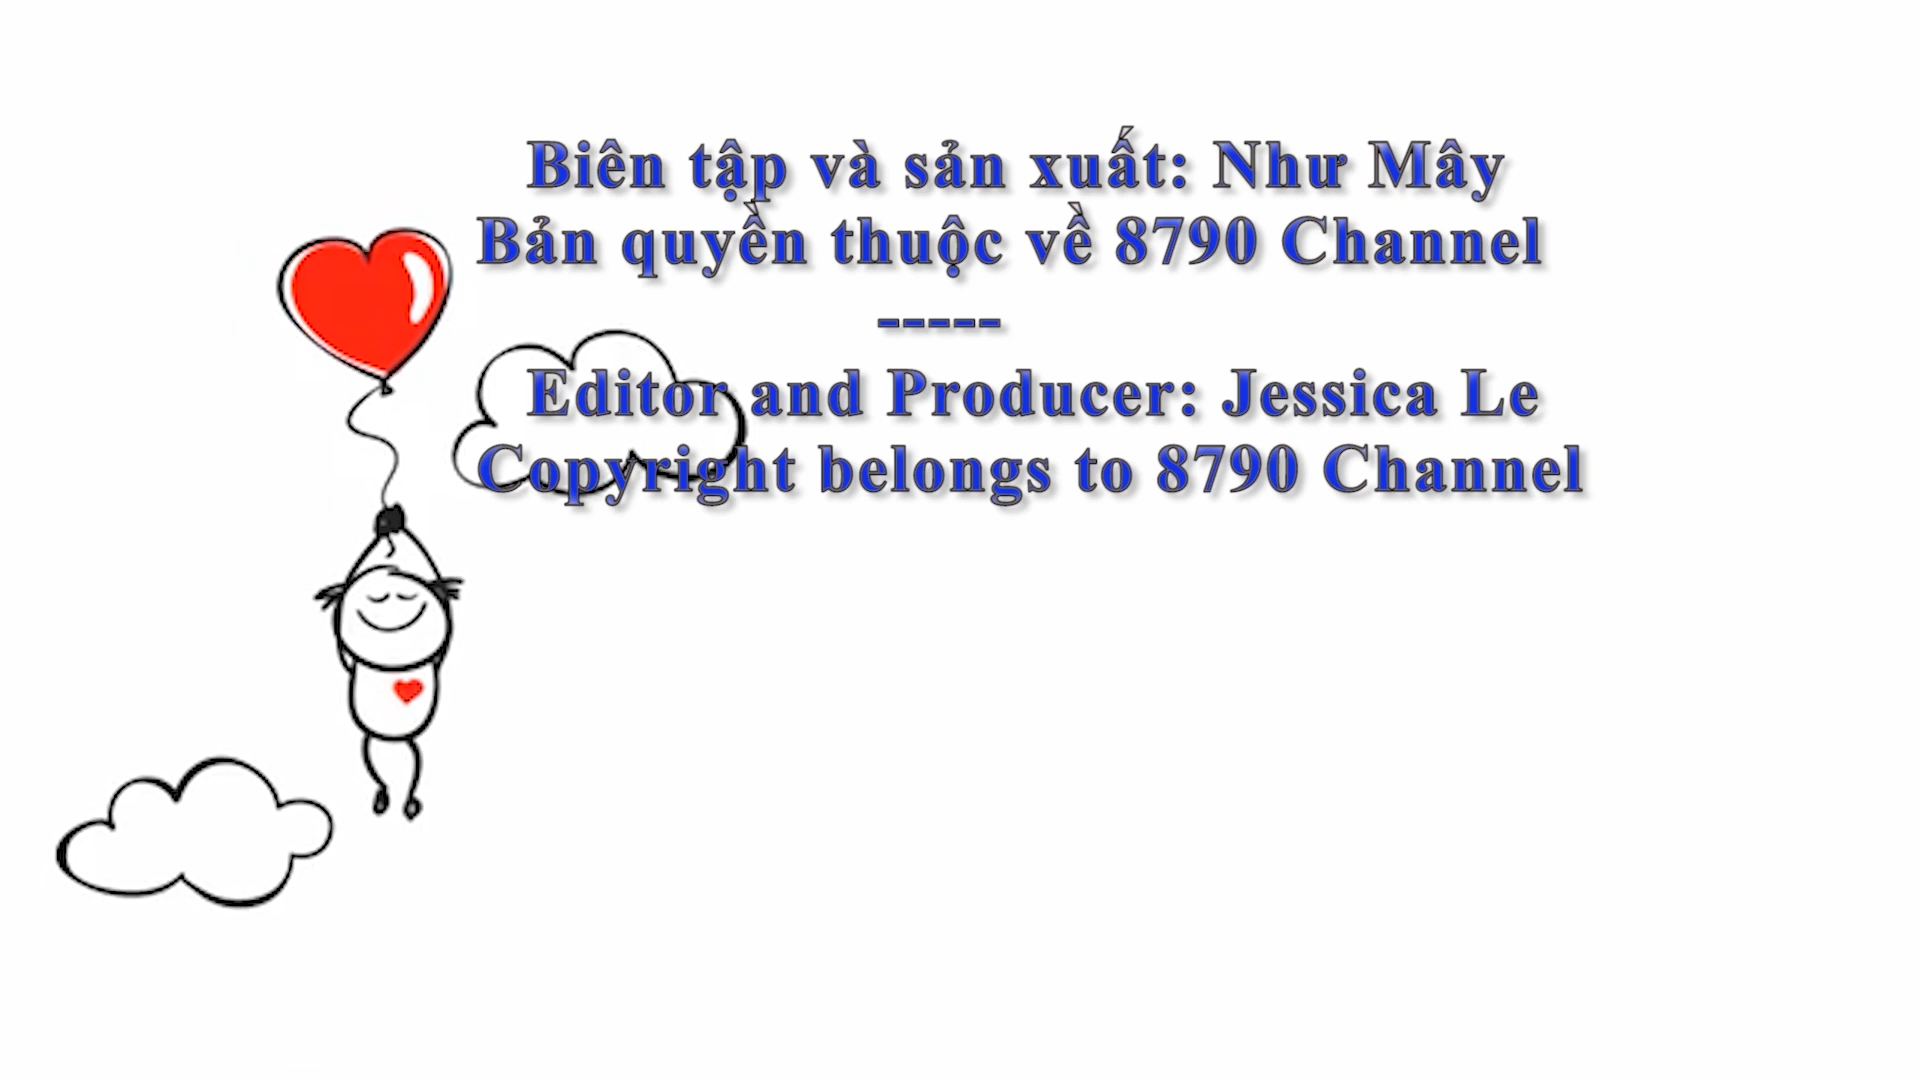 Biên tập và sản xuất: Như Mây
Bản quyền thuộc về 8790 Channel
-----
Editor and Producer: Jessica Le
Copyright belongs to 8790 Channel